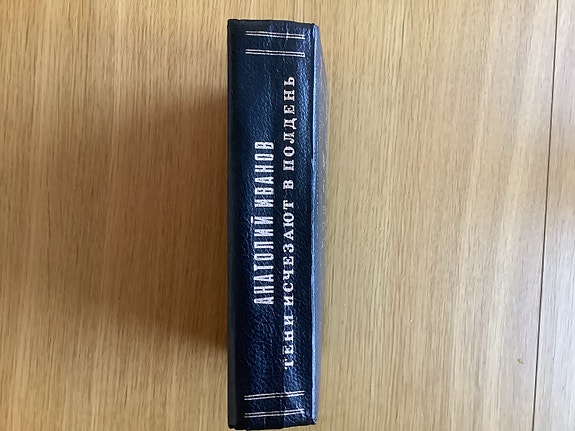 АНАТОЛИЙ ИВАНОВ
ТЕНИ ИСЧЕЗАЮТ В ПОЛДЕНЬ